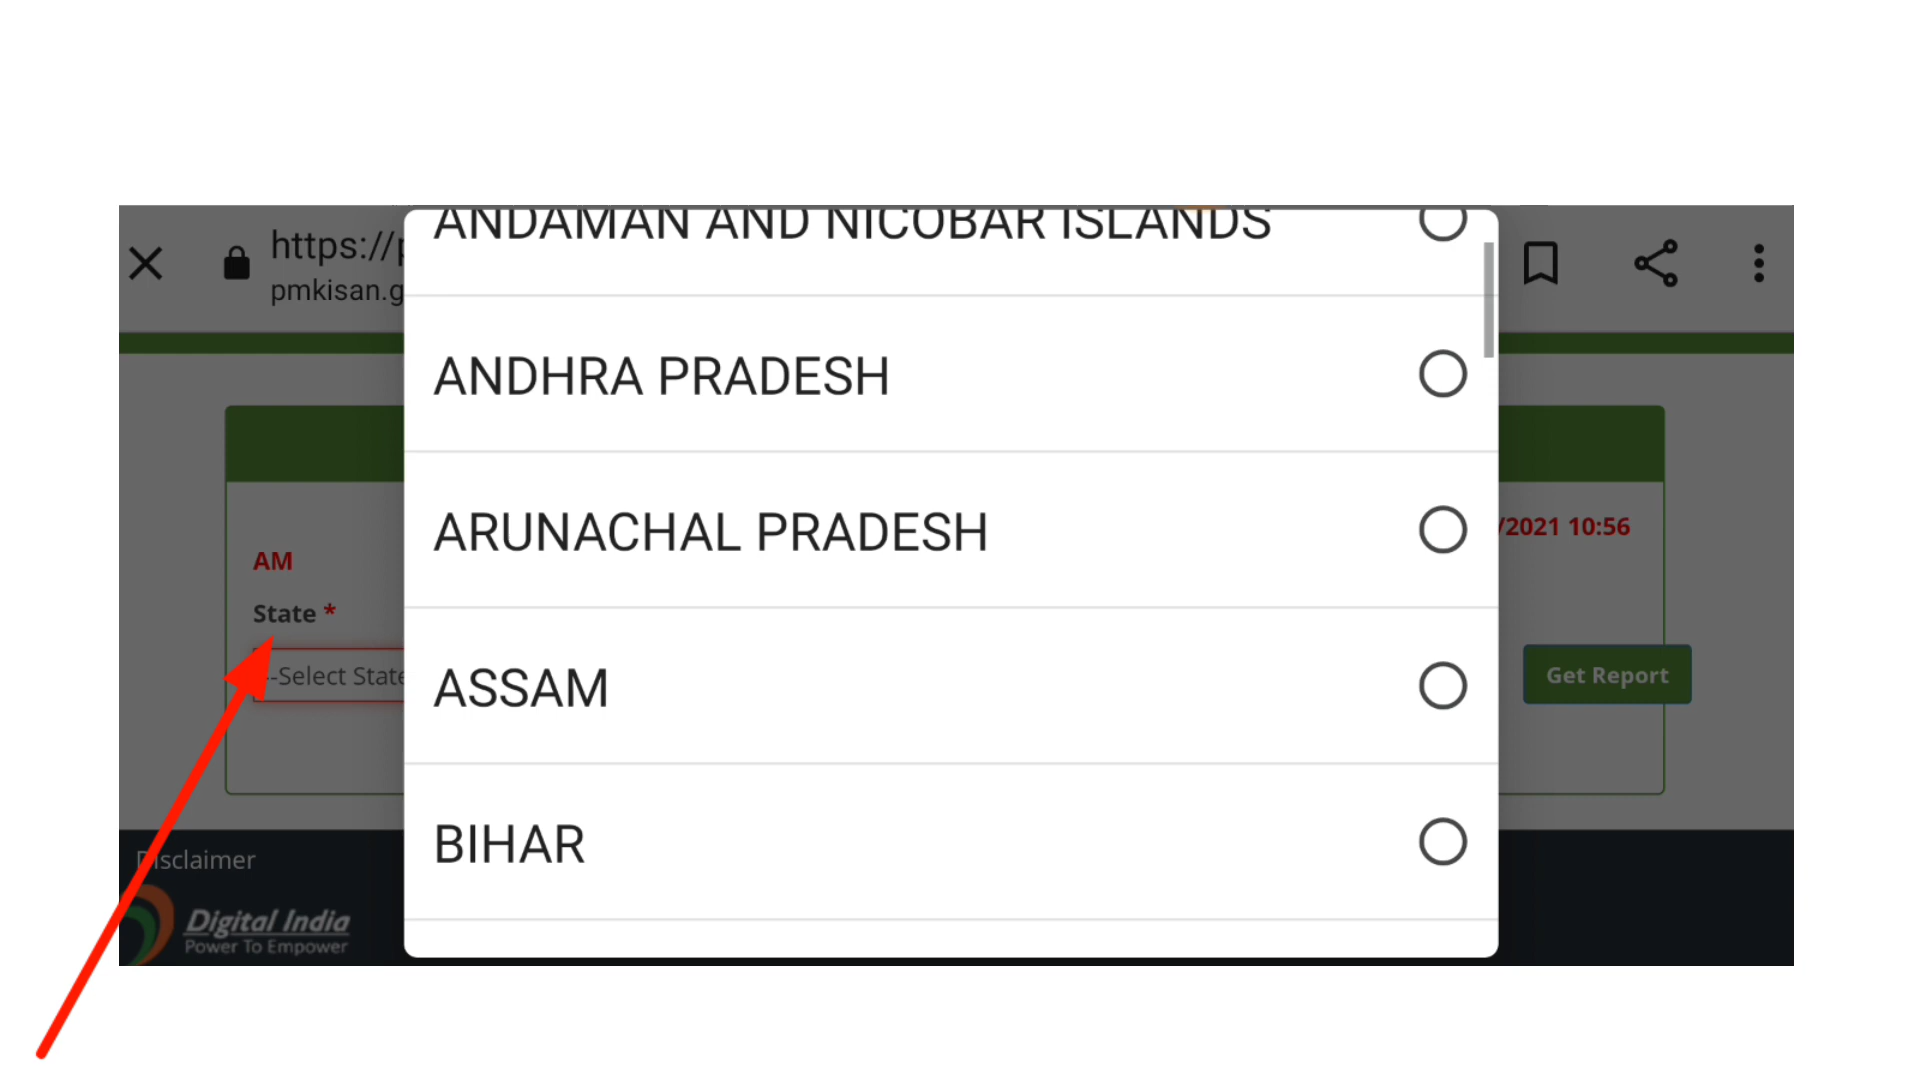 https://p
pmkisan.g
ANDAMAN AND NICOBAR ISLANDS
ANDHRA PRADESH
ARUNACHAL PRADESH
ASSAM
BIHAR
/2021 10:56
AM
State *
--Select State
Get Report
Disclaimer
Digital India
Power To Empower